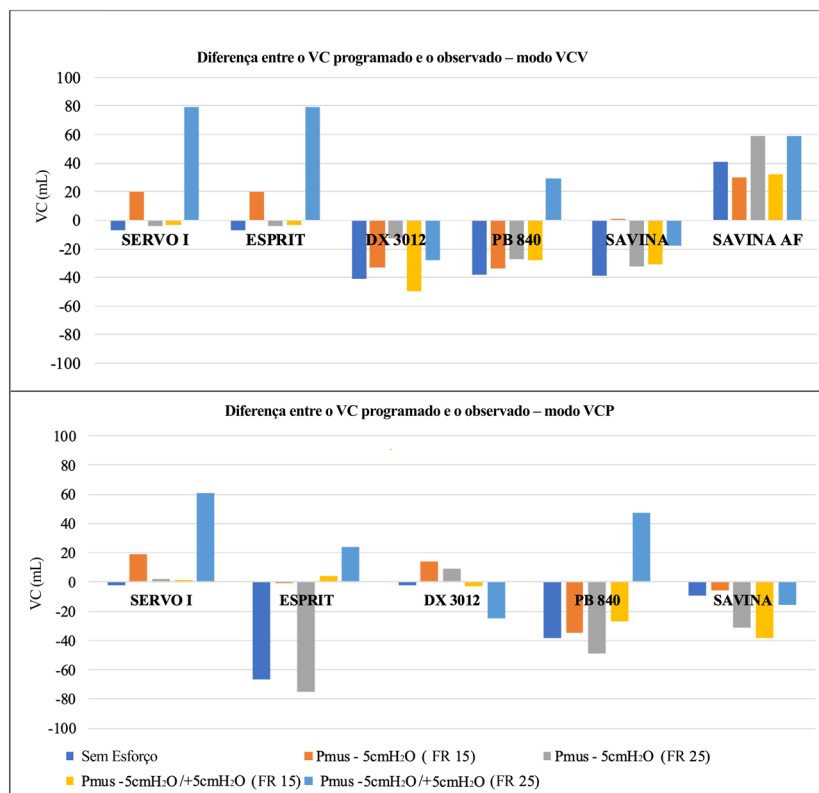 Diferença entre o VC programado e o observado – modo VCV
100
80
60
40
20
0
-20
-40
-60
-80
-100
VC (mL)
SERVO I ESPRIT DX 3012 PB 840 SAVINA SAVINA AF
Diferença entre o VC programado e o observado – modo VCP
100
80
60
40
20
0
-20
-40
-60
-80
-100
VC (mL)
SERVO I ESPRIT DX 3012 PB 840 SAVINA
Sem Esforço Pmus - 5cmH₂O ( FR 15) Pmus - 5cmH₂O (FR 25)
Pmus -5cmH₂O/+5cmH₂O (FR 15) Pmus -5cmH₂O/+5cmH₂O (FR 25)